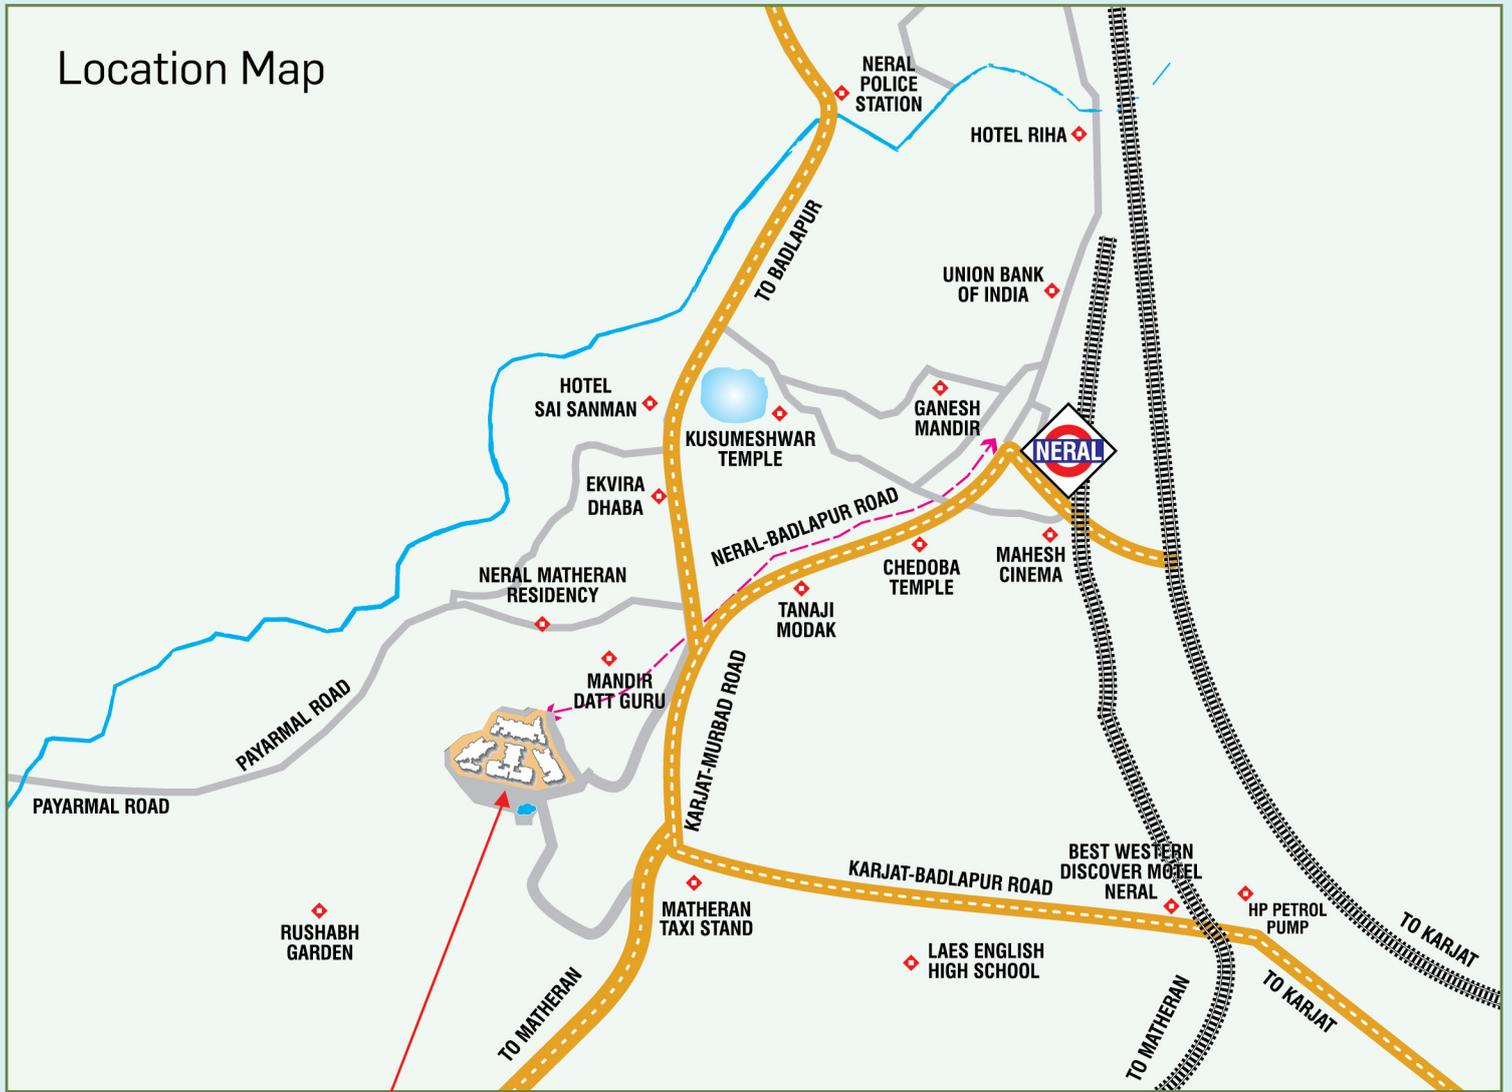 Location Map
NERAL
POLICE
STATION
HOTEL RIHA
TO BADLAPUR
UNION BANK
OF INDIA
HOTEL
SAI SANMAN
KUSUMESHWAR
TEMPLE
GANESH
MANDIR
NERAL
EKVIRA
DHABA
NERAL-BADLAPUR ROAD
CHEDOBA
TEMPLE
MAHESH
CINEMA
NERAL MATHERAN
RESIDENCY
TANAJI
MODAK
MANDIR
DATT GURU
PAYARMAL ROAD
PAYARMAL ROAD
KARJAT-MURBAD ROAD
KARJAT-BADLAPUR ROAD
BEST WESTERN
DISCOVER MOTEL
NERAL
HP PETROL
PUMP
MATHERAN
TAXI STAND
RUSHABH
GARDEN
LAES ENGLISH
HIGH SCHOOL
TO KARJAT
TO KARJAT
TO MATHERAN
TO MATHERAN